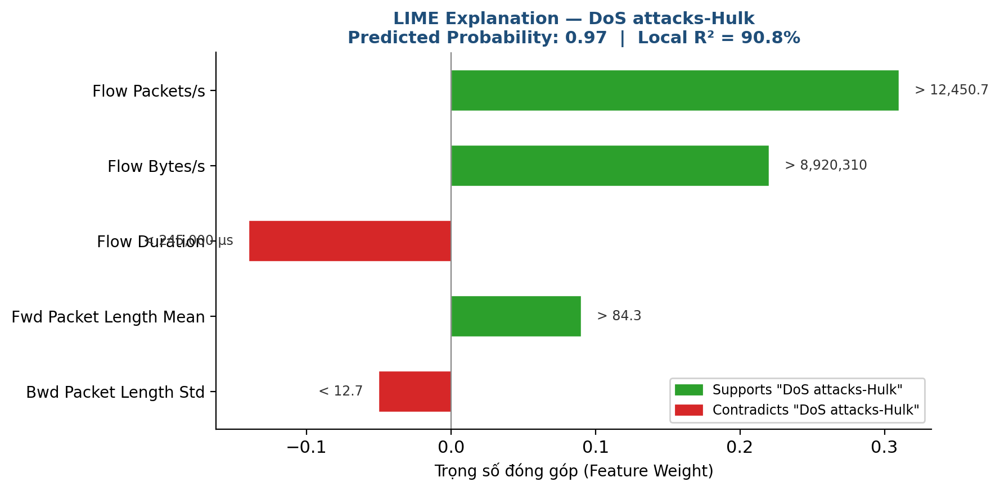 LIME Explanation — DoS attacks-Hulk
Predicted Probability: 0.97 | Local R² = 90.8%
Flow Packets/s
> 12,450.7
Flow Bytes/s
> 8,920,310
Flow Duration
< 245,000 µs
Fwd Packet Length Mean
> 84.3
Bwd Packet Length Std
< 12.7
Supports "DoS attacks-Hulk"
Contradicts "DoS attacks-Hulk"
−0.1 0.0 0.1 0.2 0.3
Trọng số đóng góp (Feature Weight)